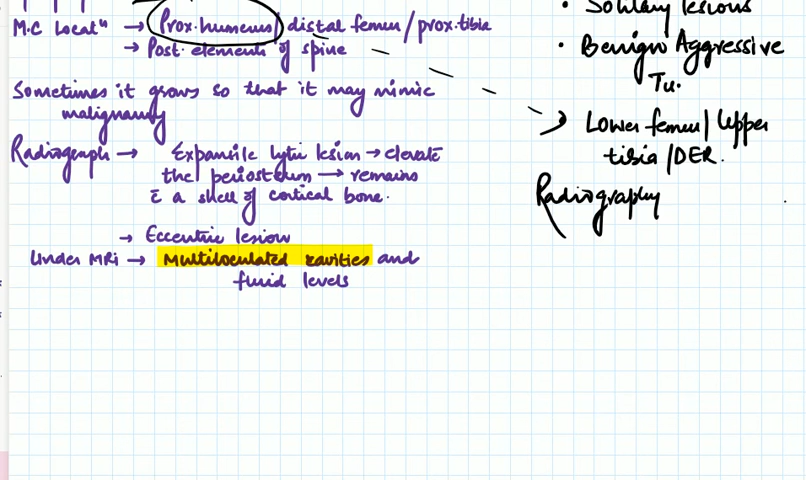 M.C Locatⁿ → Prox. humerus/ distal femur/prox. tibia
→ Post. elements of spine
Sometimes it grows so that it may mimic
malignancy
Radiograph → Expansile lytic lesion → elevate
the periosteum → remains
c̄ a shell of cortical bone.
→ Eccentric lesion
Under MRi → Multiloculated cavities and
fluid levels
• Solitary lesions
• Benign Aggressive
Tu.
Lower femur/ Upper
tibia/DER.
Radiography